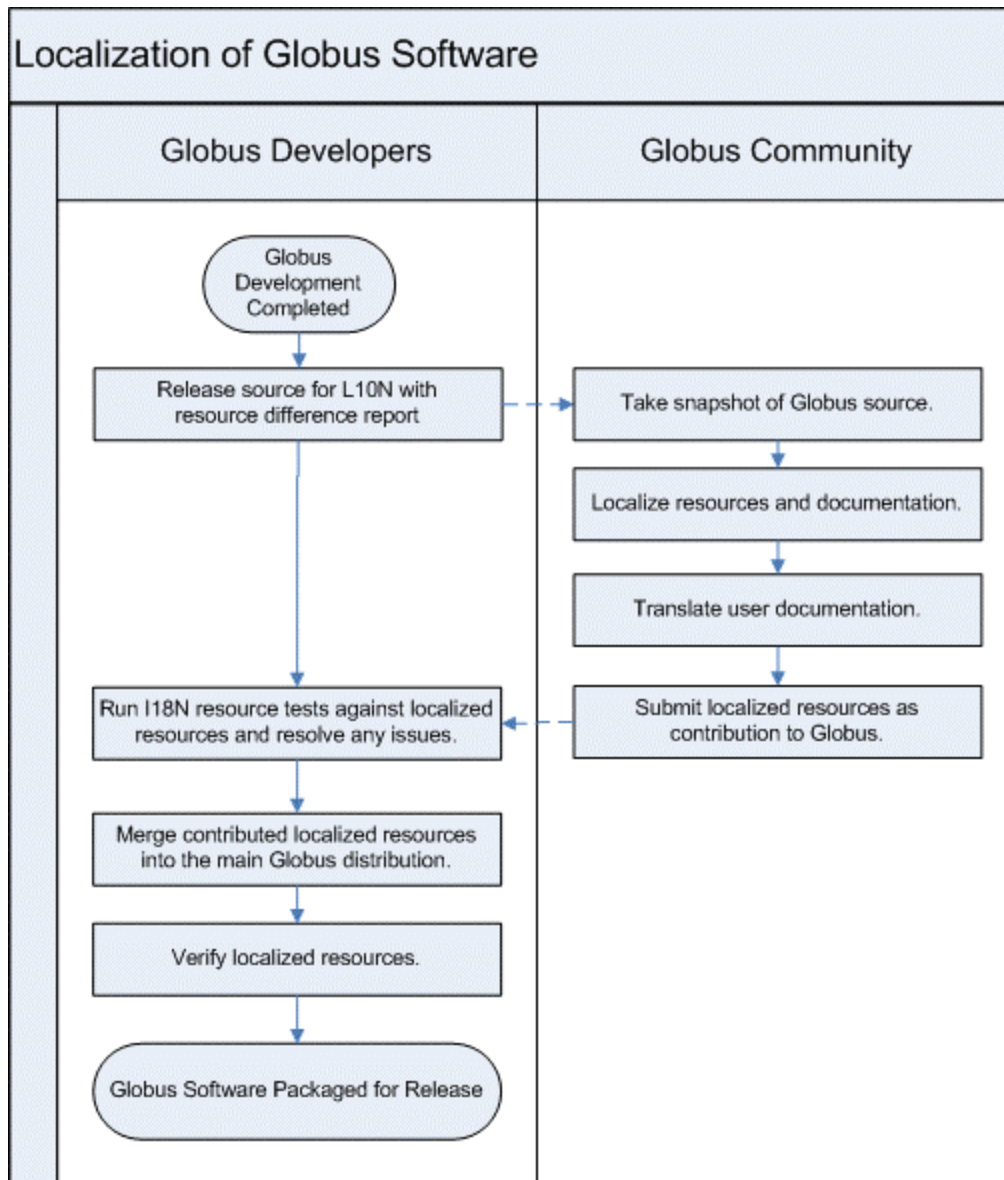 Localization of Globus Software
Globus Developers
Globus Community
Globus
Development
Completed
Release source for L10N with
resource difference report
Take snapshot of Globus source.
Localize resources and documentation.
Translate user documentation.
Run I18N resource tests against localized
resources and resolve any issues.
Submit localized resources as
contribution to Globus.
Merge contributed localized resources
into the main Globus distribution.
Verify localized resources.
Globus Software Packaged for Release